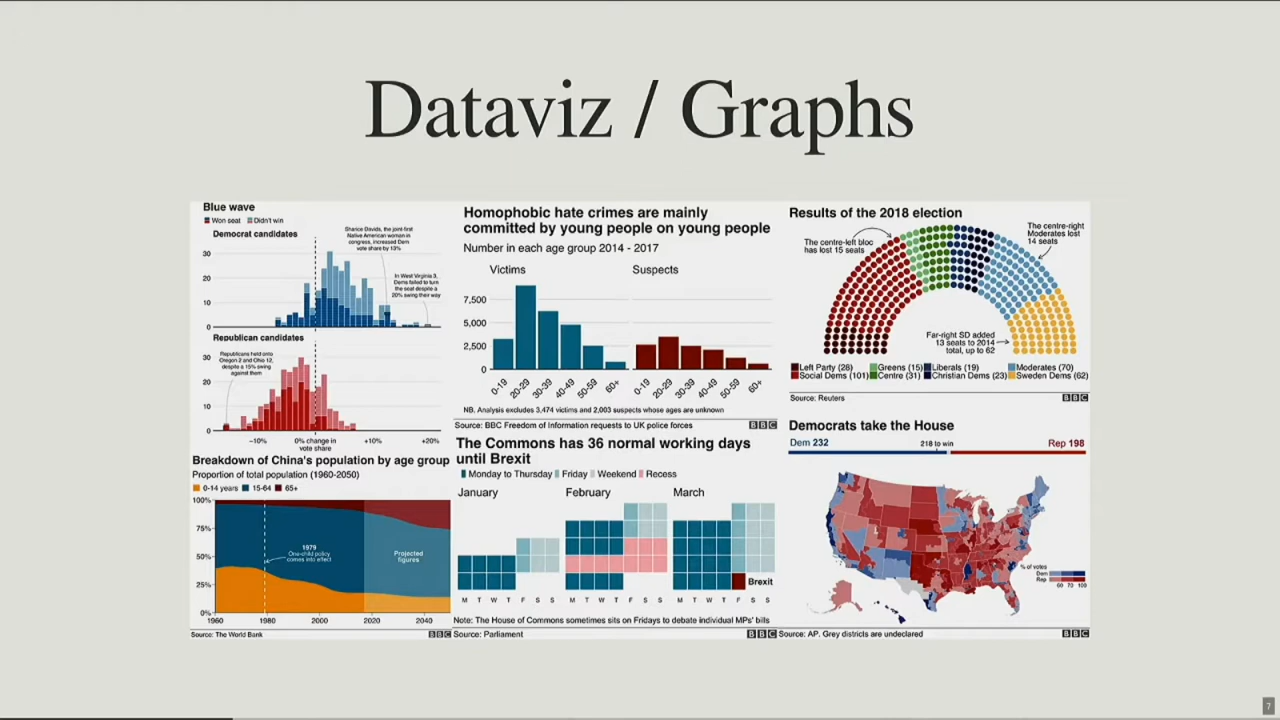 Dataviz / Graphs
Blue wave
Won seat Didn't win
Democrat candidates
Sharice Davids, the joint-first
Native American woman in
congress, increased Dem
vote share by 13%
In West Virginia 3,
Dems failed to turn
the seat despite a
20% swing their way
30
20
10
0
Republican candidates
Republicans held onto
Oregon 2 and Ohio 12,
despite a 15% swing
against them
30
20
10
0
−10% 0% change in +10% +20%
vote share
Breakdown of China's population by age group
Proportion of total population (1960-2050)
0-14 years 15-64 65+
100%
75%
50%
25%
0%
1979
One-child policy
comes into effect
Projected
figures
1960 1980 2000 2020 2040
Source: The World Bank BBC
Homophobic hate crimes are mainly
committed by young people on young people
Number in each age group 2014 - 2017
Victims Suspects
7,500
5,000
2,500
0
0-19 20-29 30-39 40-49 50-59 60+ 0-19 20-29 30-39 40-49 50-59 60+
NB. Analysis excludes 3,474 victims and 2,003 suspects whose ages are unknown
Source: BBC Freedom of Information requests to UK police forces BBC
The Commons has 36 normal working days
until Brexit
Monday to Thursday Friday Weekend Recess
January February March
Brexit
M T W T F S S M T W T F S S M T W T F S S
Note: The House of Commons sometimes sits on Fridays to debate individual MPs' bills
Source: Parliament BBC
Results of the 2018 election
The centre-left bloc
has lost 15 seats
The centre-right
Moderates lost
14 seats
Far-right SD added
13 seats to 2014
total, up to 62
Left Party (28) Greens (15) Liberals (19) Moderates (70)
Social Dems (101) Centre (31) Christian Dems (23) Sweden Dems (62)
Source: Reuters BBC
Democrats take the House
Dem 232 218 to win Rep 198
% of votes
Dem
Rep
60 70 100
Source: AP. Grey districts are undeclared BBC
7